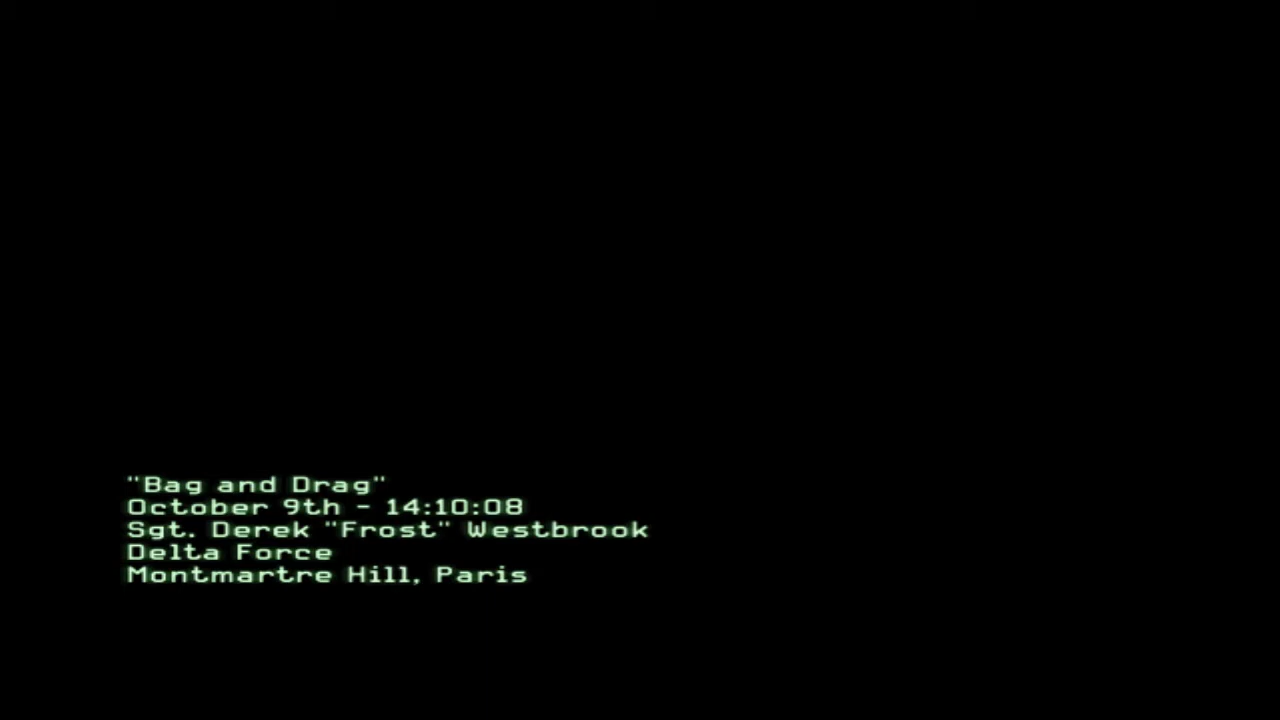 "Bag and Drag"
October 9th - 14:10:08
Sgt. Derek "Frost" Westbrook
Delta Force
Montmartre Hill, Paris